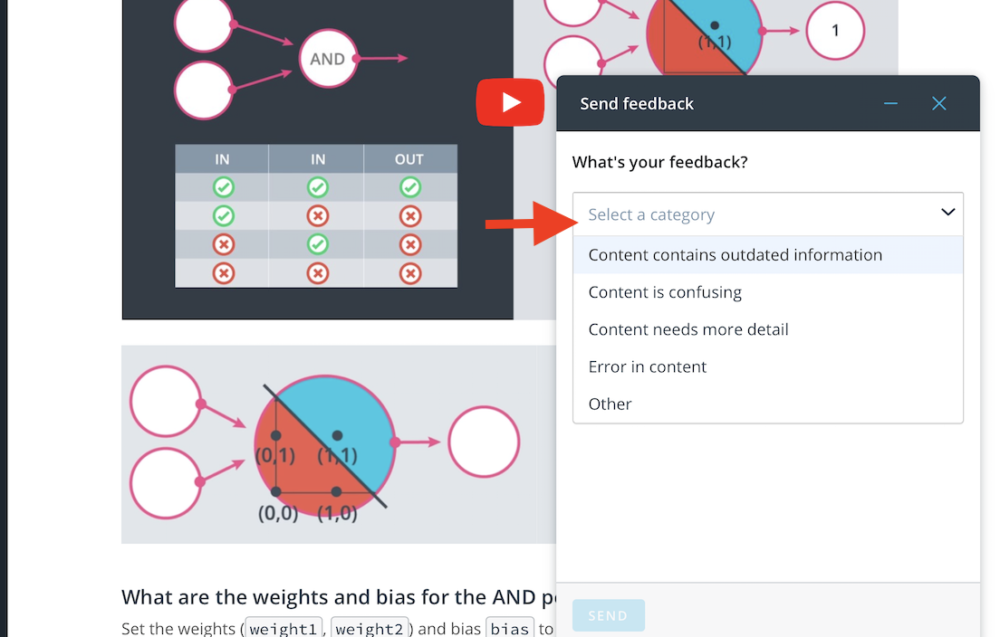 AND
(1,1)
1
IN IN OUT
Send feedback
What's your feedback?
Select a category
Content contains outdated information
Content is confusing
Content needs more detail
Error in content
Other
SEND
(0,1) (1,1)
(0,0) (1,0)
What are the weights and bias for the AND
Set the weights (weight1, weight2) and bias bias to